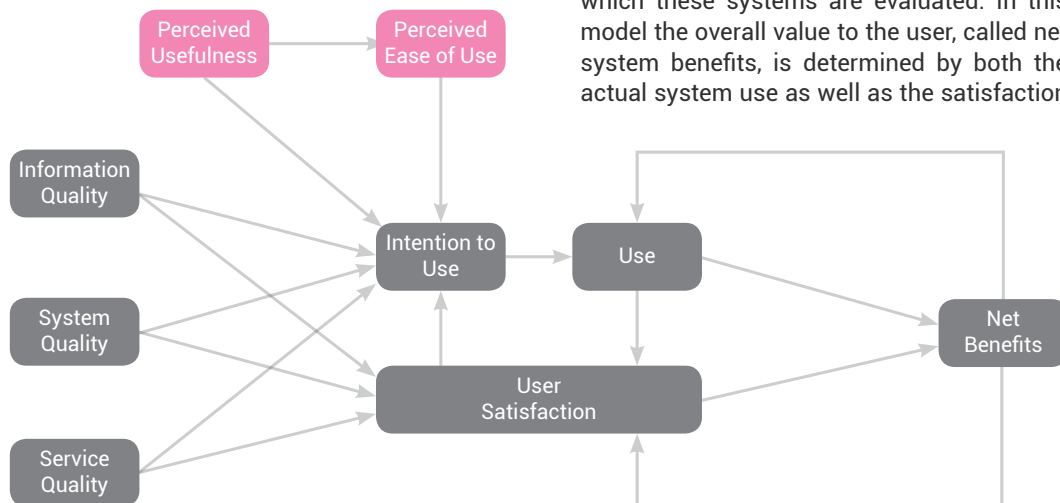 which these systems are evaluated. In this
model the overall value to the user, called ne
system benefits, is determined by both the
actual system use as well as the satisfaction
Perceived
Usefulness
Perceived
Ease of Use
Information
Quality
Intention to
Use
Use
System
Quality
Net
Benefits
User
Satisfaction
Service
Quality